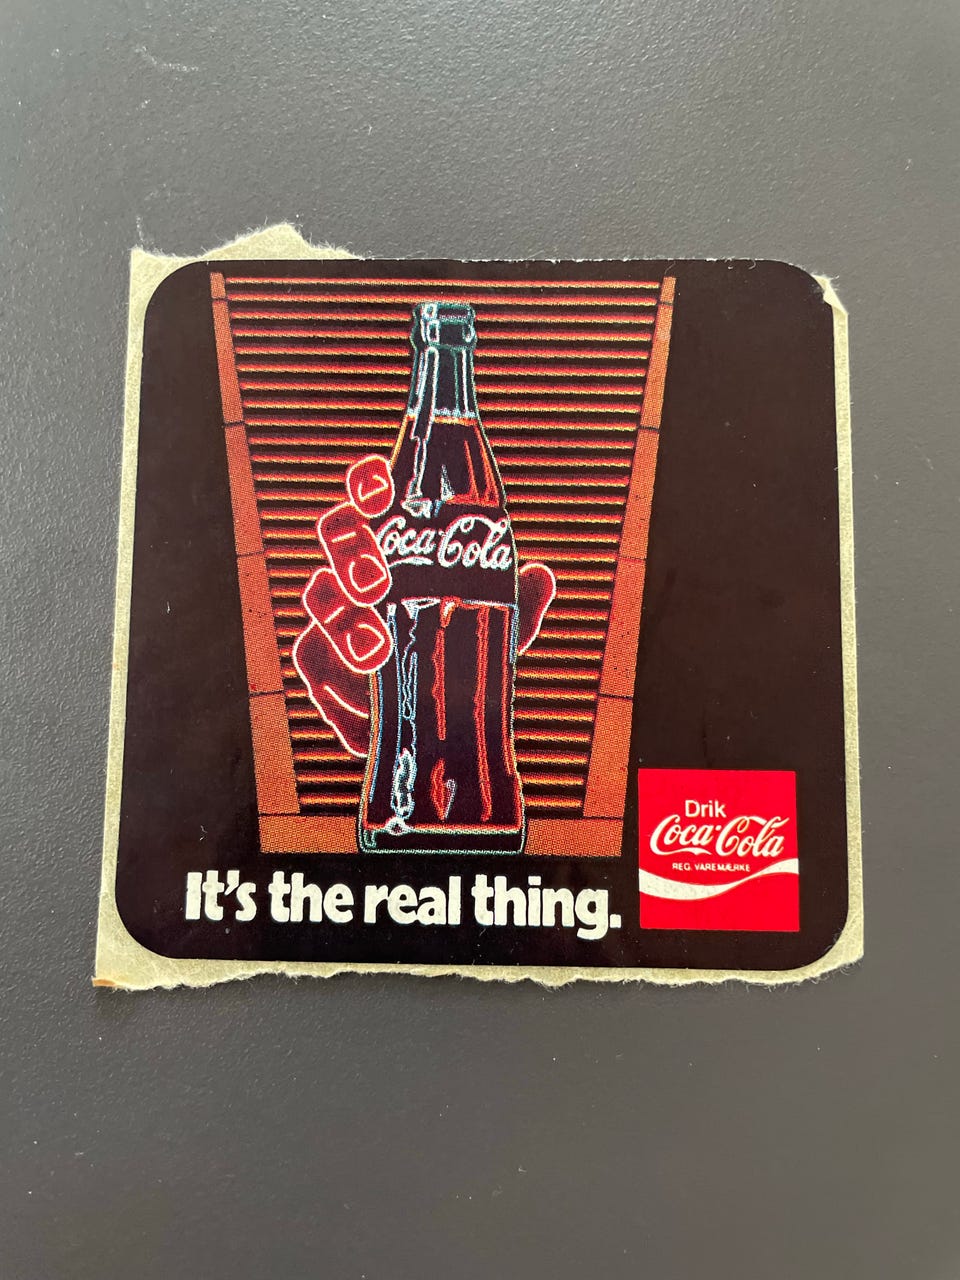 Coca-Cola
It's the real thing.
Drik
Coca-Cola
REG. VAREMÆRKE